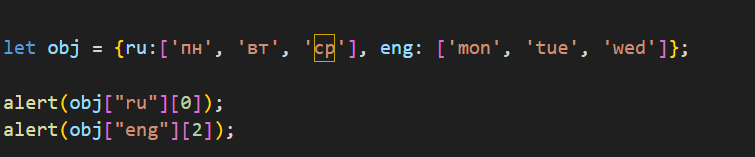 let obj = {ru:['пн', 'вт', 'ср'], eng: ['mon', 'tue', 'wed']};
alert(obj["ru"][0]);
alert(obj["eng"][2]);